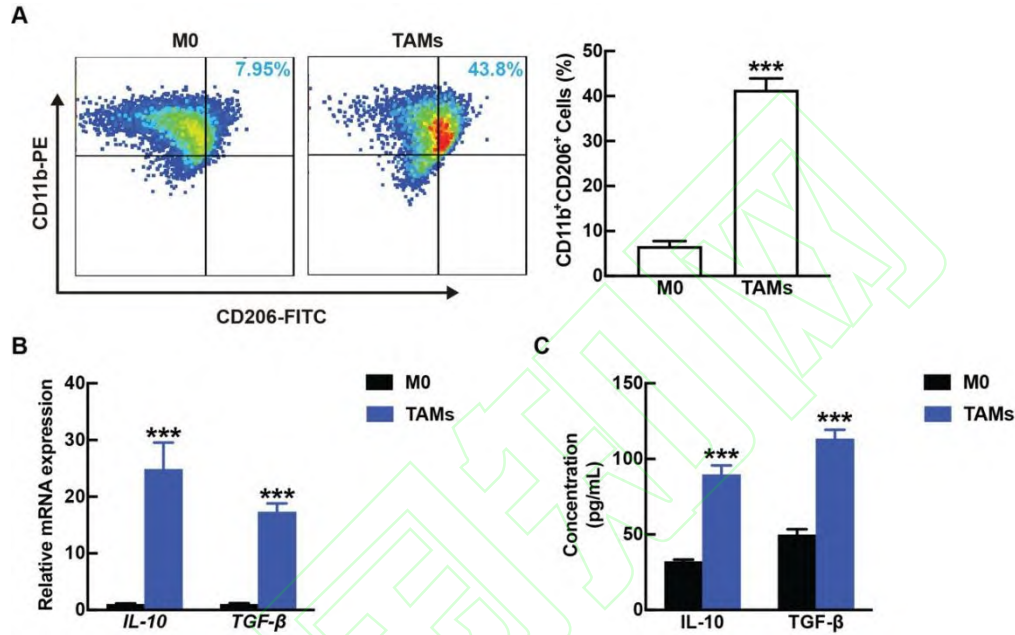 A
M0
TAMs
7.95%
43.8%
CD11b-PE
CD206-FITC
CD11b+CD206+ Cells (%)
50
40
30
20
10
0
***
M0
TAMs
B
Relative mRNA expression
40
30
20
10
0
***
***
IL-10
TGF-β
M0
TAMs
C
Concentration
(pg/mL)
150
100
50
0
***
***
IL-10
TGF-β
M0
TAMs